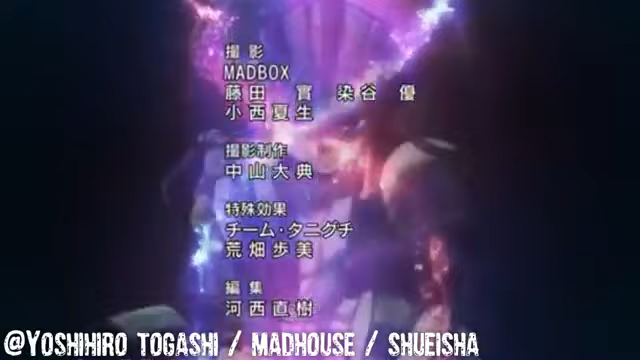 撮影
MADBOX
藤田 實 染谷 優
小西夏生
撮影制作
中山大典
特殊効果
チーム・タニグチ
荒畑歩美
編集
河西直樹
@YOSHIHIRO TOGASHI / MADHOUSE / SHUEISHA